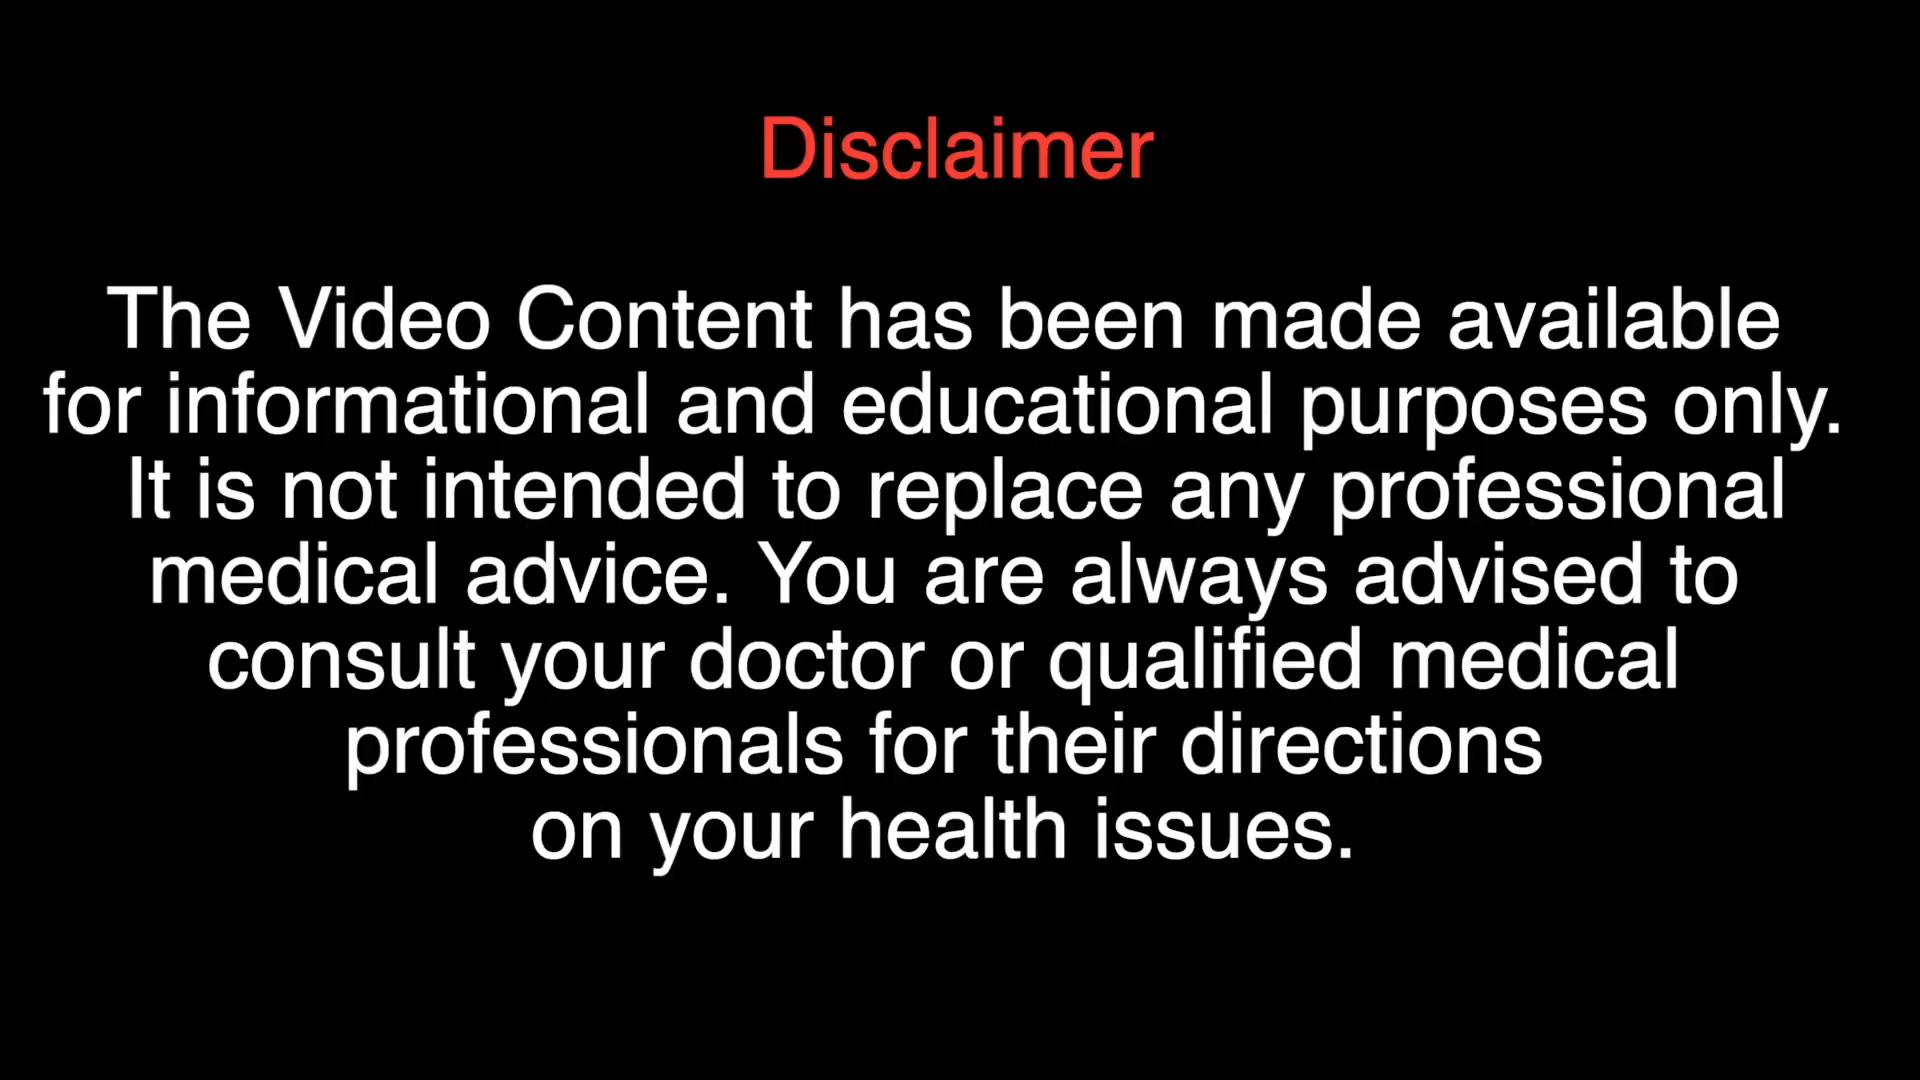 Disclaimer
The Video Content has been made available
for informational and educational purposes only.
It is not intended to replace any professional
medical advice. You are always advised to
consult your doctor or qualified medical
professionals for their directions
on your health issues.